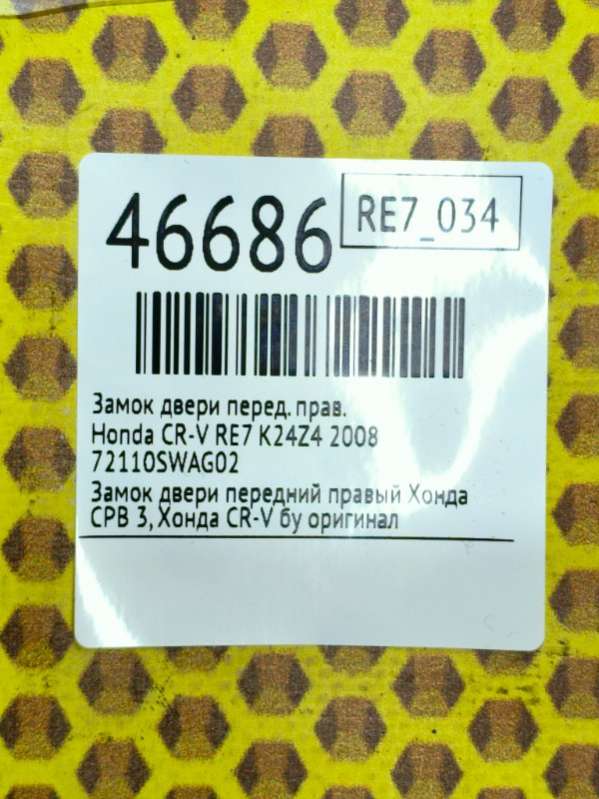 46686
RE7_034
Замок двери перед. прав.
Honda CR-V RE7 K24Z4 2008
72110SWAG02
Замок двери передний правый Хонда
СРВ 3, Хонда CR-V бу оригинал